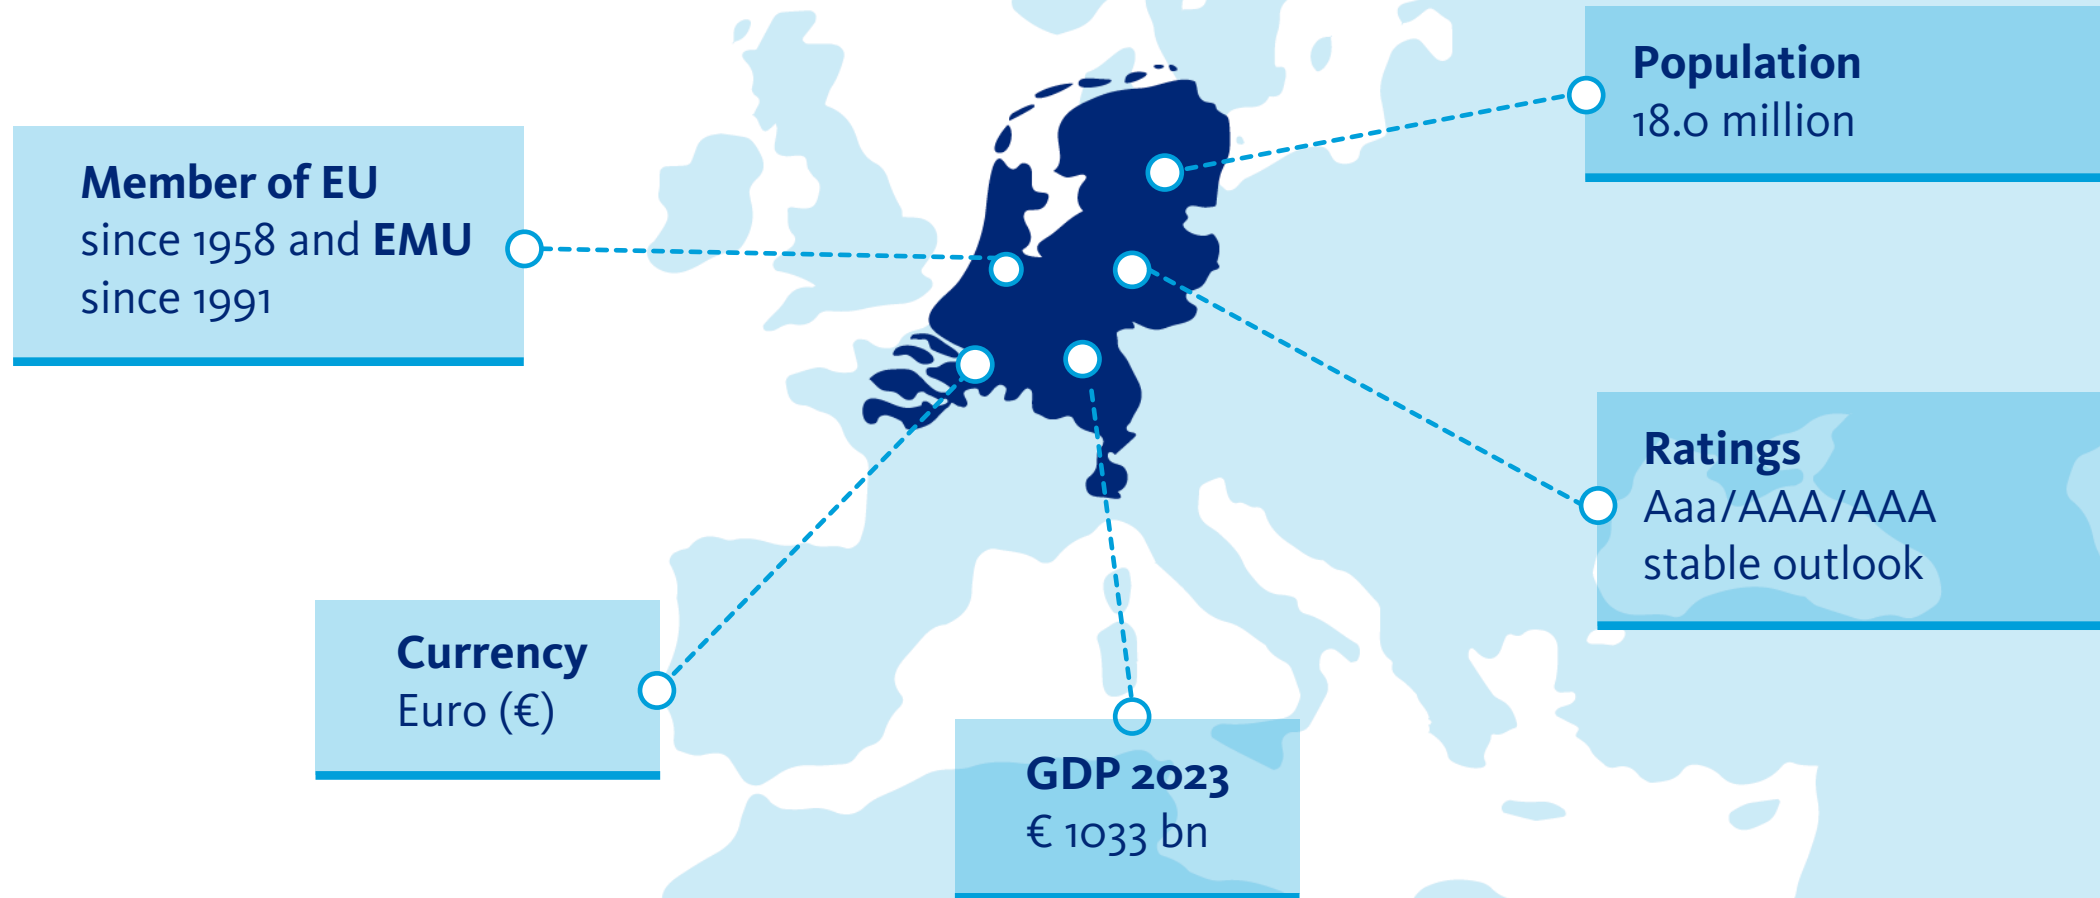 Population
18.0 million
Member of EU
since 1958 and EMU
since 1991
Ratings
Aaa/AAA/AAA
stable outlook
Currency
Euro (€)
GDP 2023
€ 1033 bn